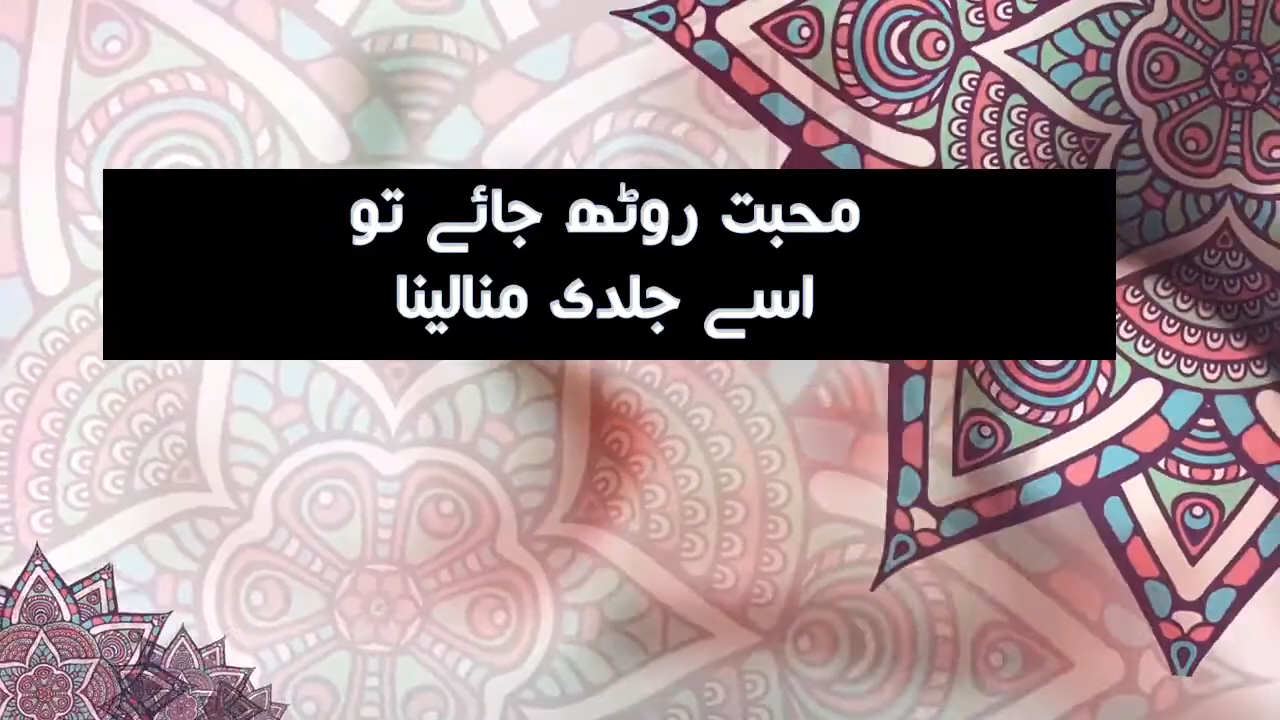 محبت روٹھ جائے تو
اسے جلدی منالینا